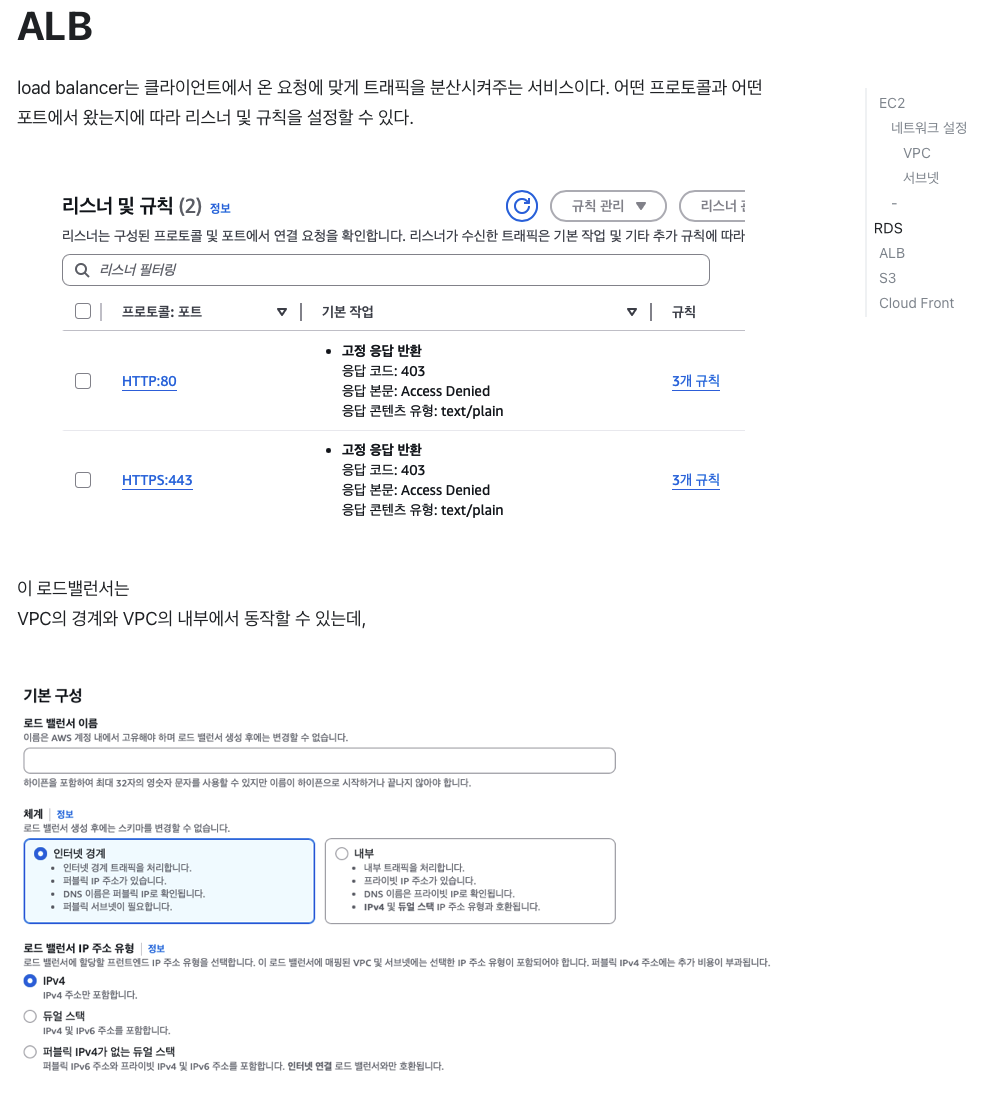 ALB
load balancer는 클라이언트에서 온 요청에 맞게 트래픽을 분산시켜주는 서비스이다. 어떤 프로토콜과 어떤
포트에서 왔는지에 따라 리스너 및 규칙을 설정할 수 있다.
EC2
네트워크 설정
VPC
서브넷
-
RDS
ALB
S3
Cloud Front
리스너 및 규칙 (2) 정보
규칙 관리
리스너
리스너는 구성된 프로토콜 및 포트에서 연결 요청을 확인합니다. 리스너가 수신한 트래픽은 기본 작업 및 기타 추가 규칙에 따라
리스너 필터링
프로토콜: 포트 기본 작업 규칙
고정 응답 반환
응답 코드: 403
HTTP:80 3개 규칙
응답 본문: Access Denied
응답 콘텐츠 유형: text/plain
고정 응답 반환
응답 코드: 403
HTTPS:443 3개 규칙
응답 본문: Access Denied
응답 콘텐츠 유형: text/plain
이 로드밸런서는
VPC의 경계와 VPC의 내부에서 동작할 수 있는데,
기본 구성
로드 밸런서 이름
이름은 AWS 계정 내에서 고유해야 하며 로드 밸런서 생성 후에는 변경할 수 없습니다.
하이픈을 포함하여 최대 32자의 영숫자 문자를 사용할 수 있지만 이름이 하이픈으로 시작하거나 끝나지 않아야 합니다.
체계 정보
로드 밸런서 생성 후에는 스키마를 변경할 수 없습니다.
인터넷 경계
인터넷 경계 트래픽을 처리합니다.
퍼블릭 IP 주소가 있습니다.
DNS 이름은 퍼블릭 IP로 확인됩니다.
퍼블릭 서브넷이 필요합니다.
내부
내부 트래픽을 처리합니다.
프라이빗 IP 주소가 있습니다.
DNS 이름은 프라이빗 IP로 확인됩니다.
IPv4 및 듀얼 스택 IP 주소 유형과 호환됩니다.
로드 밸런서 IP 주소 유형 정보
로드 밸런서에 할당할 프런트엔드 IP 주소 유형을 선택합니다. 이 로드 밸런서에 매핑된 VPC 및 서브넷에는 선택한 IP 주소 유형이 포함되어야 합니다. 퍼블릭 IPv4 주소에는 추가 비용이 부과됩니다.
IPv4
IPv4 주소만 포함합니다.
듀얼 스택
IPv4 및 IPv6 주소를 포함합니다.
퍼블릭 IPv4가 없는 듀얼 스택
퍼블릭 IPv6 주소와 프라이빗 IPv4 및 IPv6 주소를 포함합니다. 인터넷 연결 로드 밸런서와만 호환됩니다.